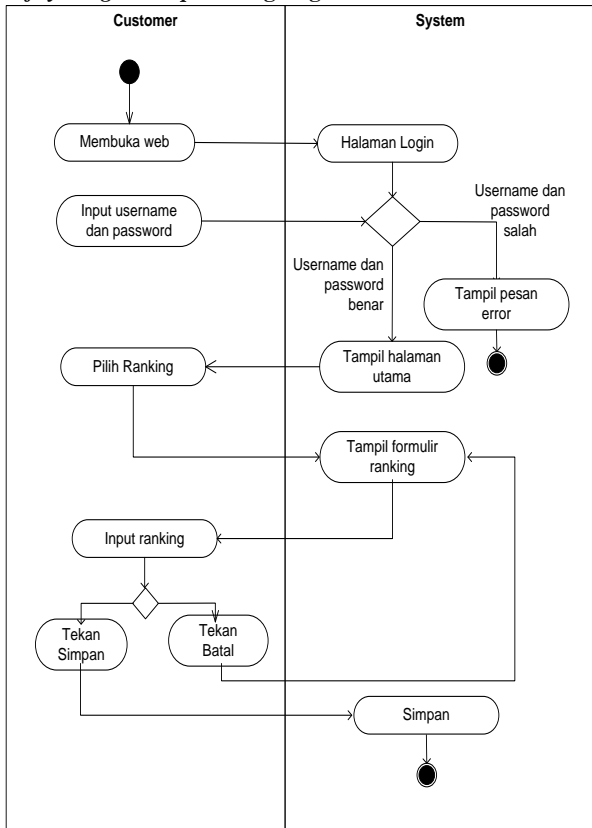 Customer
System
Membuka web
Halaman Login
Input username
dan password
Username dan
password
salah
Username dan
password
benar
Tampil pesan
error
Pilih Ranking
Tampil halaman
utama
Tampil formulir
ranking
Input ranking
Tekan
Simpan
Tekan
Batal
Simpan